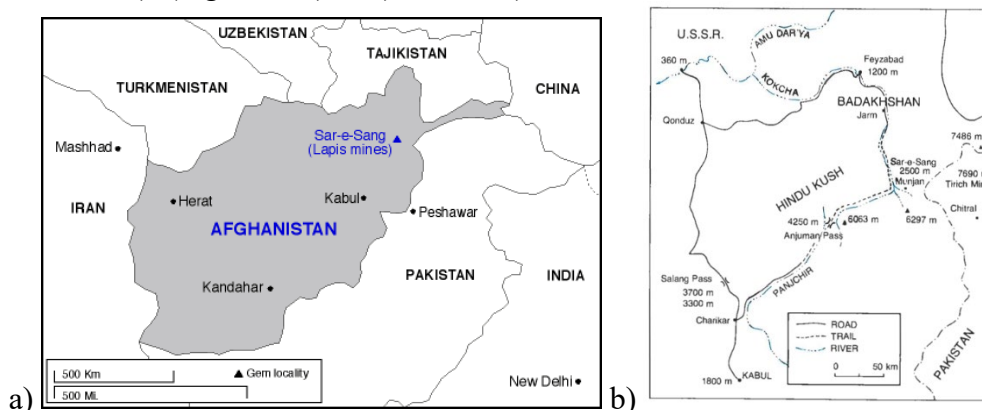 UZBEKISTAN
TAJIKISTAN
TURKMENISTAN
CHINA
Sar-e-Sang
(Lapis mines)
Mashhad
Herat
Kabul
IRAN
Peshawar
AFGHANISTAN
PAKISTAN
INDIA
Kandahar
500 Km
Gem locality
500 Mi.
New Delhi
a)
b)
U.S.S.R.
AMU DAR'YA
360 m
KOKCHA
Feyzabad
1200 m
BADAKHSHAN
Jarm
Qonduz
7486 m
Sar-e-Sang
2500 m
Munjan
7690 m
Tirich Mir
HINDU KUSH
Chitral
4250 m
6063 m
6297 m
Anjuman Pass
PANJCHIR
Salang Pass
3700 m
3300 m
Charikar
ROAD
TRAIL
RIVER
0 50 km
1800 m
KABUL
PAKISTAN